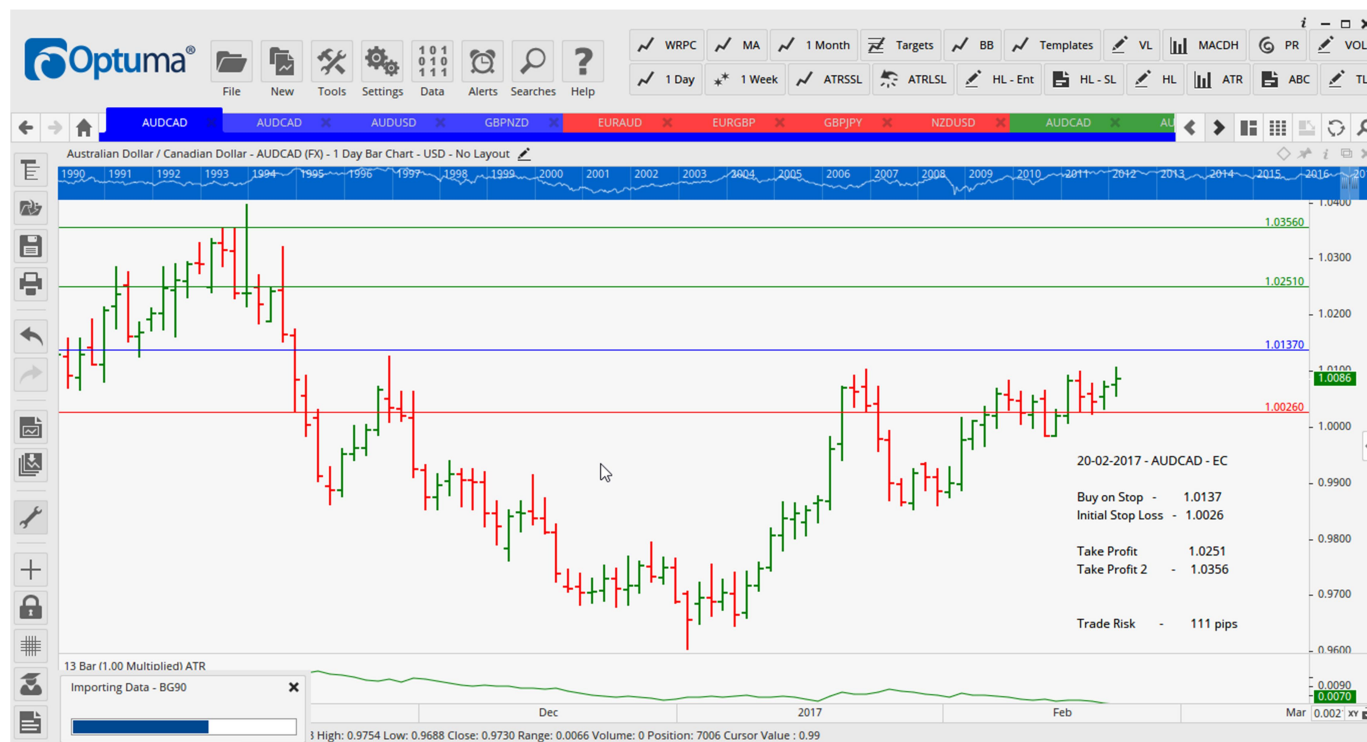 i
Optuma®
File New Tools Settings Data Alerts Searches Help
101
010
111
WRPC MA 1 Month Targets BB Templates VL MACDH PR VOL
1 Day 1 Week ATRSSL ATRLSL HL - Ent HL - SL HL ATR ABC TL
AUDCAD AUDCAD AUDUSD GBPNZD EURAUD EURGBP GBPJPY NZDUSD AUDCAD AU
Australian Dollar / Canadian Dollar - AUDCAD (FX) - 1 Day Bar Chart - USD - No Layout
1990 1991 1992 1993 1994 1995 1996 1997 1998 1999 2000 2001 2002 2003 2004 2005 2006 2007 2008 2009 2010 2011 2012 2013 2014 2015 2016 201
1.0400
1.03560
1.0300
1.02510
1.0200
1.01370
1.0100
1.0086
1.00260
1.0000
20-02-2017 - AUDCAD - EC
0.9900
Buy on Stop - 1.0137
Initial Stop Loss - 1.0026
0.9800
Take Profit 1.0251
Take Profit 2 - 1.0356
0.9700
Trade Risk - 111 pips
0.9600
13 Bar (1.00 Multiplied) ATR
0.0090
0.0070
Importing Data - BG90
Dec 2017 Feb Mar
0.002 XY
3 High: 0.9754 Low: 0.9688 Close: 0.9730 Range: 0.0066 Volume: 0 Position: 7006 Cursor Value : 0.99